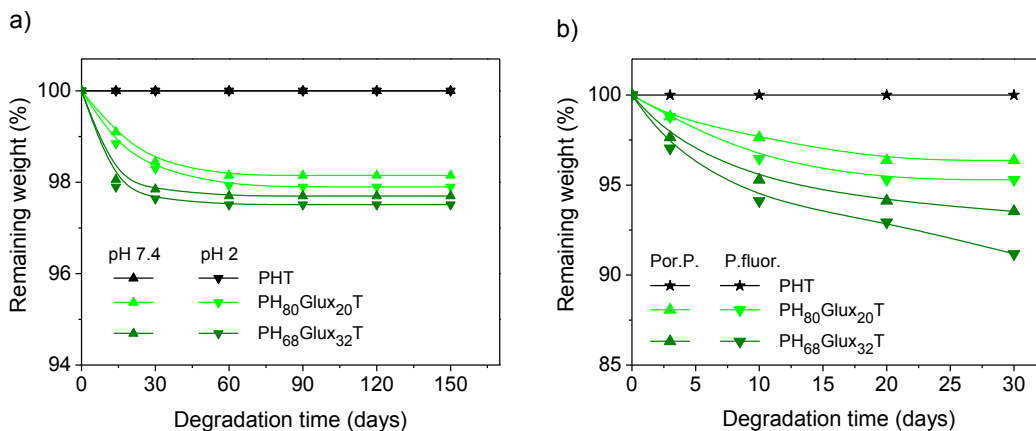 a)
Remaining weight (%)
100
98
96
94
pH 7.4 pH 2
PHT
PH80Glux20T
PH68Glux32T
0 30 60 90 120 150
Degradation time (days)
b)
Remaining weight (%)
100
95
90
85
Por.P. P.fluor.
PHT
PH80Glux20T
PH68Glux32T
0 5 10 15 20 25 30
Degradation time (days)